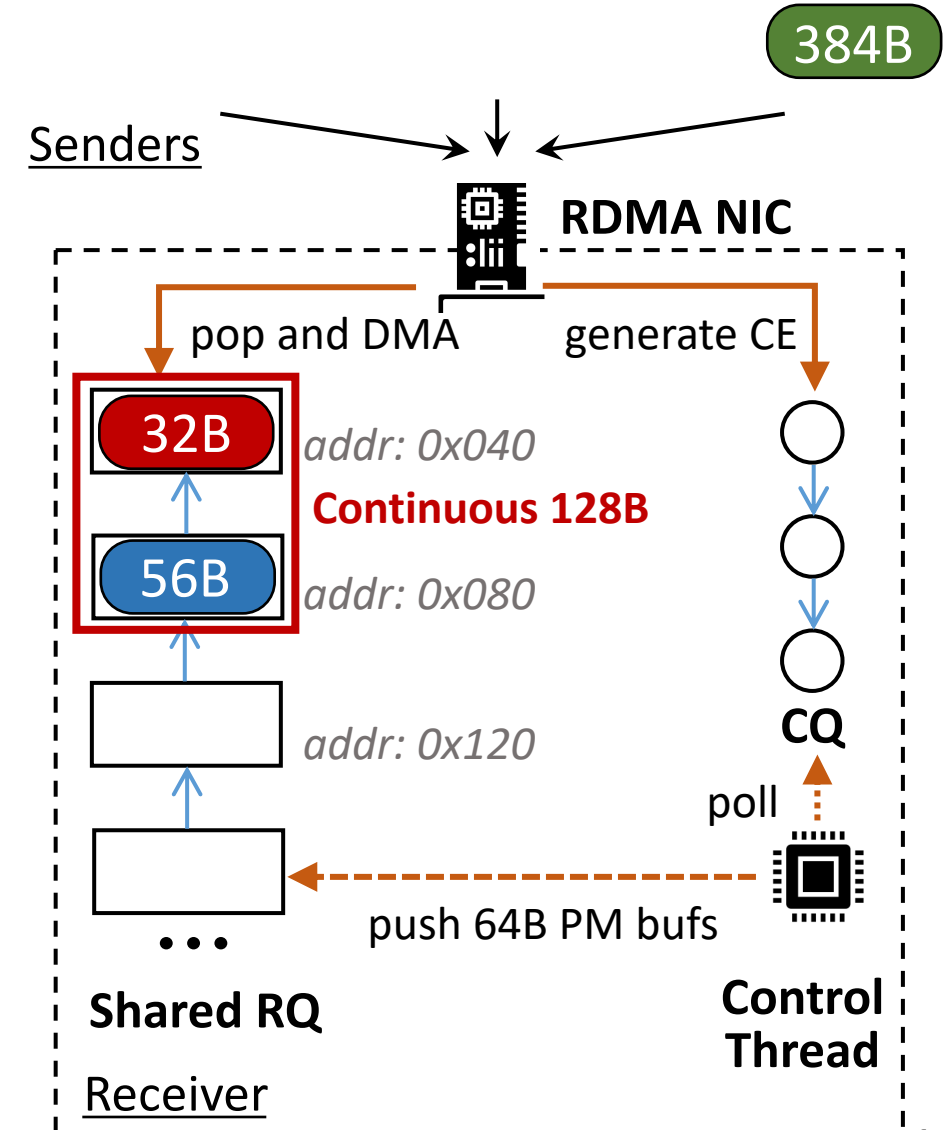 384B
Senders
RDMA NIC
pop and DMA
generate CE
32B
addr: 0x040
Continuous 128B
56B
addr: 0x080
addr: 0x120
CQ
poll
push 64B PM bufs
...
Shared RQ
Control
Thread
Receiver